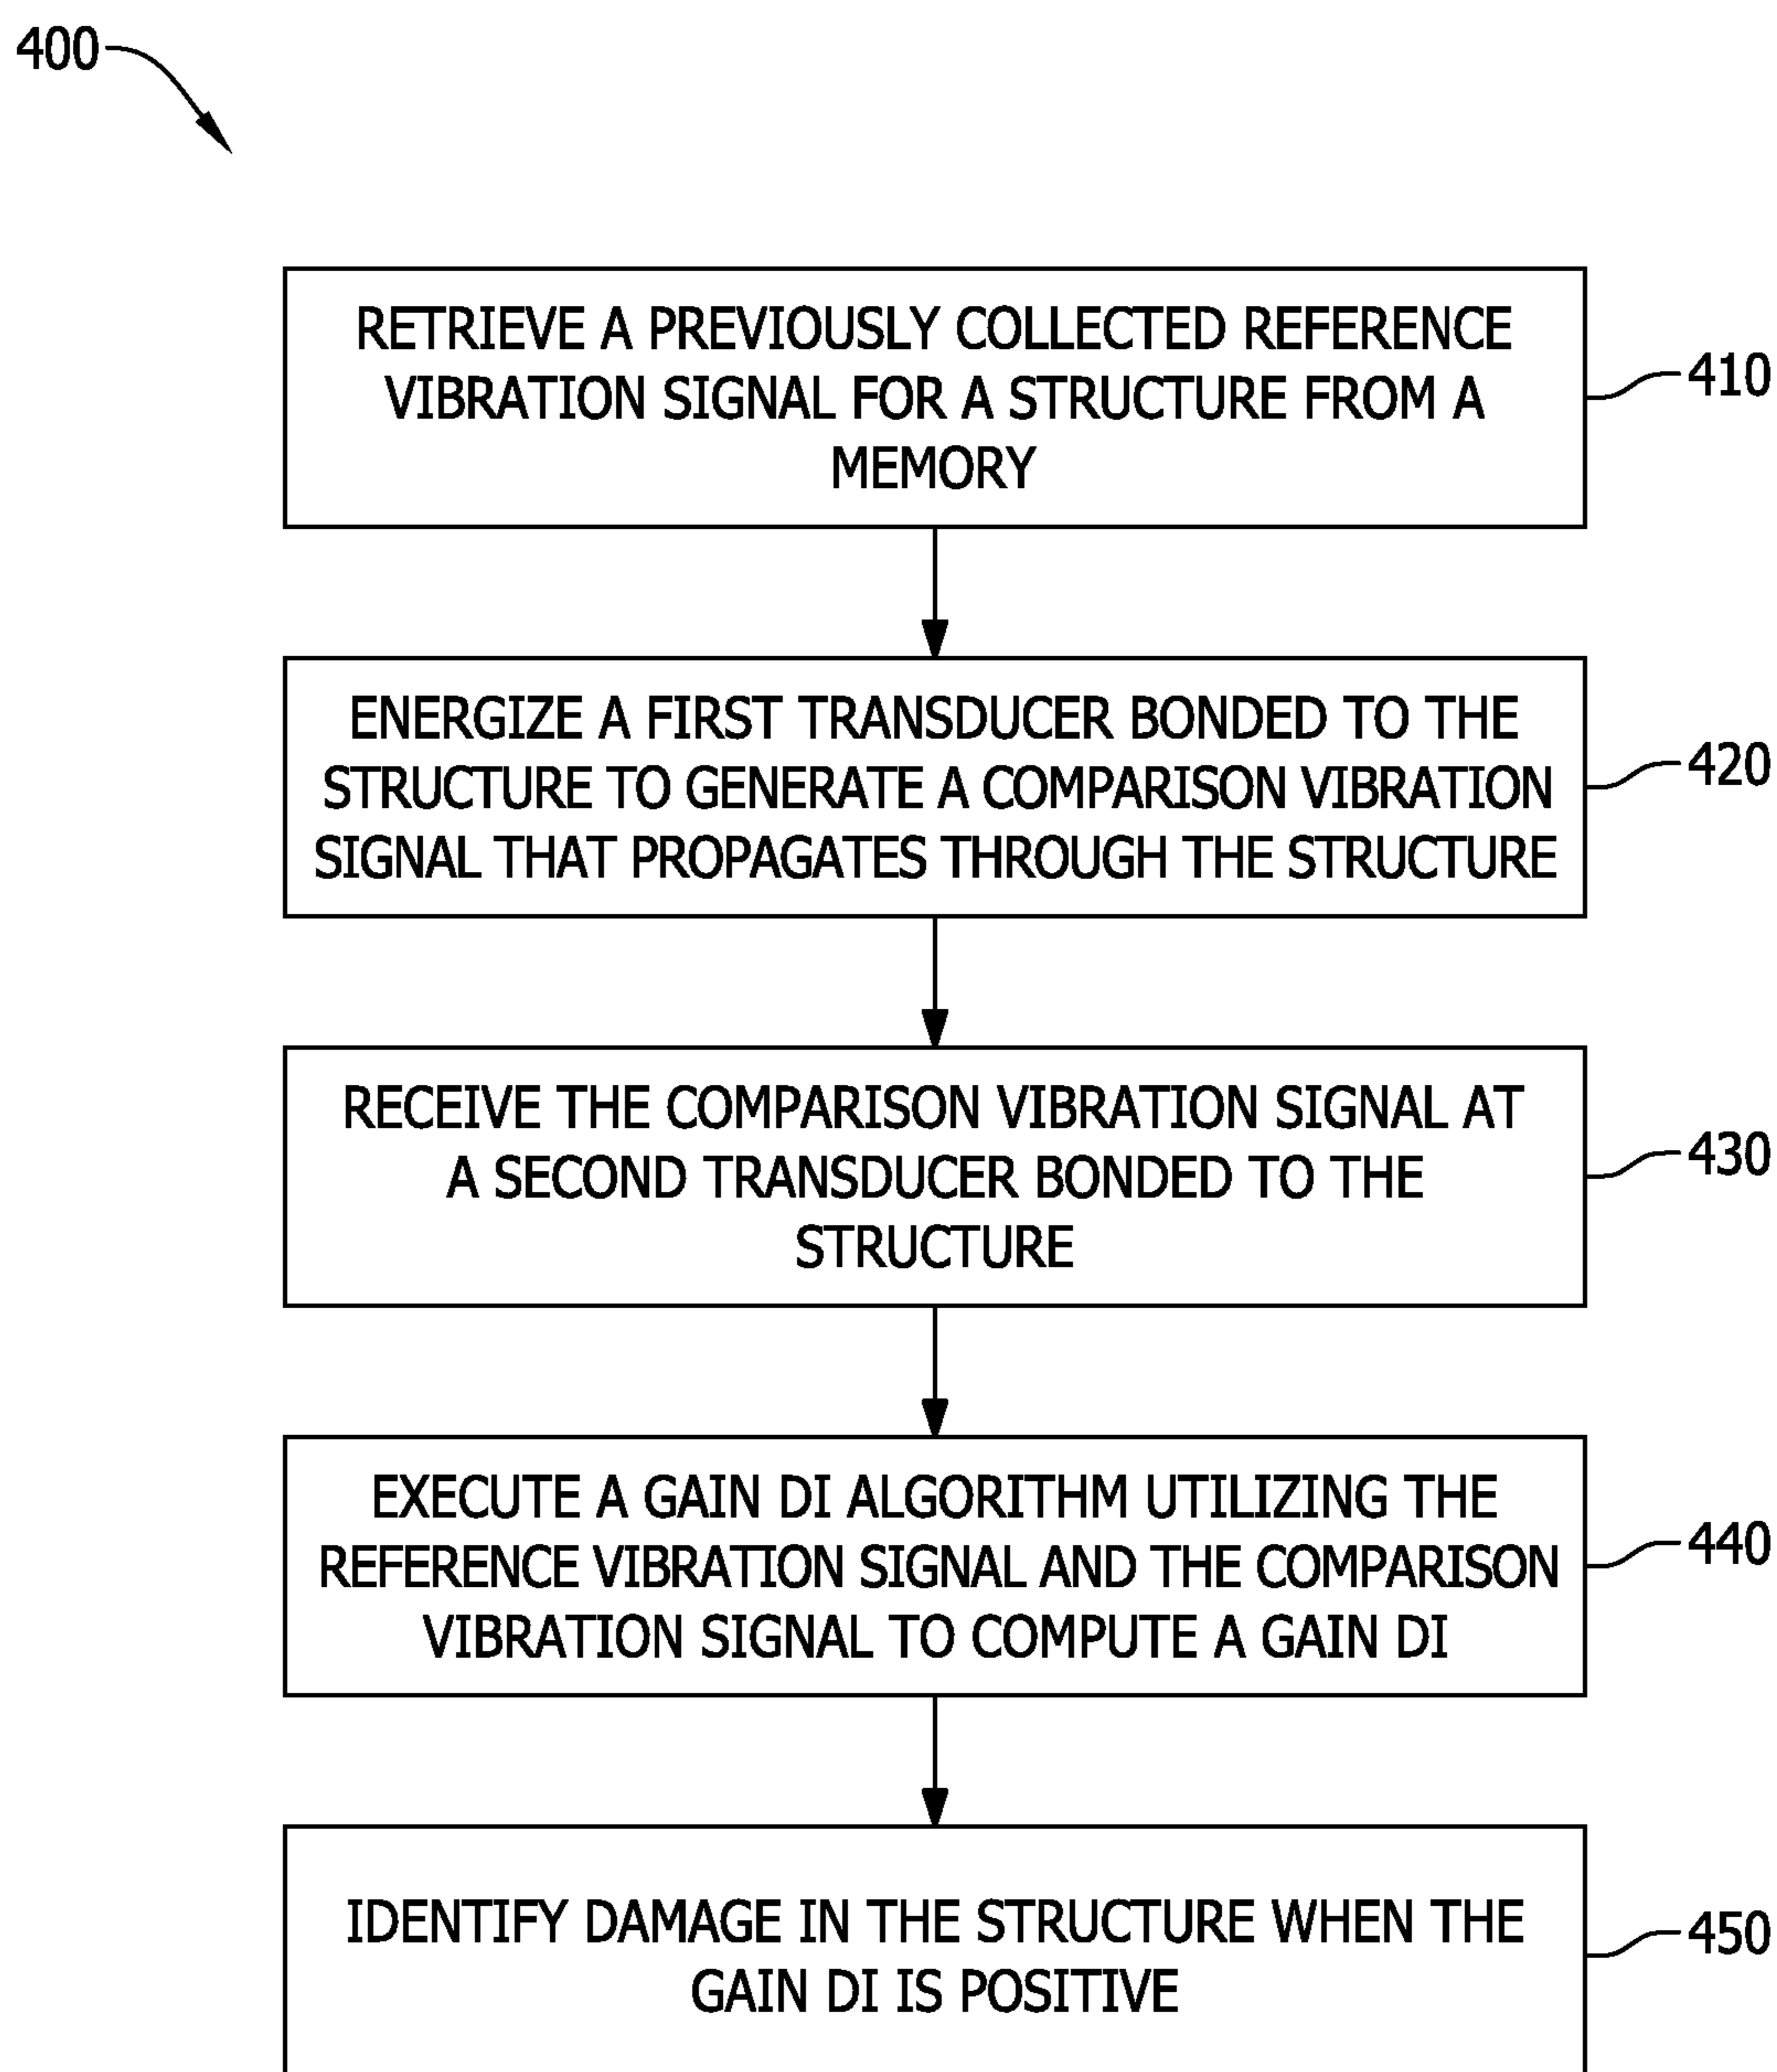 400
RETRIEVE A PREVIOUSLY COLLECTED REFERENCE
VIBRATION SIGNAL FOR A STRUCTURE FROM A
MEMORY
410
ENERGIZE A FIRST TRANSDUCER BONDED TO THE
STRUCTURE TO GENERATE A COMPARISON VIBRATION
SIGNAL THAT PROPAGATES THROUGH THE STRUCTURE
420
RECEIVE THE COMPARISON VIBRATION SIGNAL AT
A SECOND TRANSDUCER BONDED TO THE
STRUCTURE
430
EXECUTE A GAIN DI ALGORITHM UTILIZING THE
REFERENCE VIBRATION SIGNAL AND THE COMPARISON
VIBRATION SIGNAL TO COMPUTE A GAIN DI
440
IDENTIFY DAMAGE IN THE STRUCTURE WHEN THE
GAIN DI IS POSITIVE
450